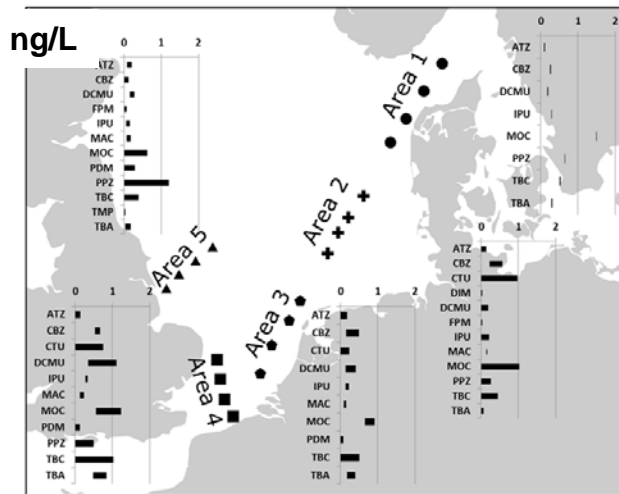 ng/L
0 1 2
ATZ
CBZ
DCMU
FPM
IPU
MAC
MOC
PDM
PPZ
TBC
TMP
TBA
Area 1
0 1 2
ATZ
CBZ
DCMU
IPU
MOC
PPZ
TBC
TBA
Area 2
Area 5
Area 3
Area 4
0 1 2
ATZ
CBZ
CTU
DIM
DCMU
FPM
IPU
MAC
MOC
PPZ
TBC
TBA
0 1 2
ATZ
CBZ
CTU
DCMU
IPU
MAC
MOC
PDM
PPZ
TBC
TBA
0 1 2
ATZ
CBZ
CTU
DCMU
IPU
MAC
MOC
PDM
TBC
TBA